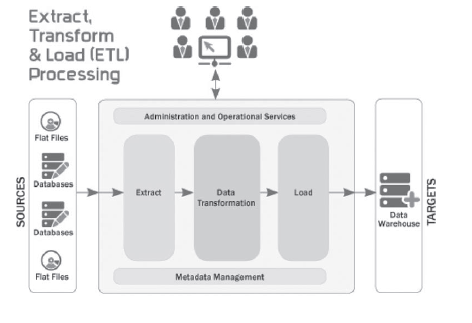 Extract,
Transform
& Load (ETL)
Processing
Administration and Operational Services
SOURCES
Flat Files
Databases
Databases
Flat Files
Extract
Data
Transformation
Load
Metadata Management
Data
Warehouse
TARGETS